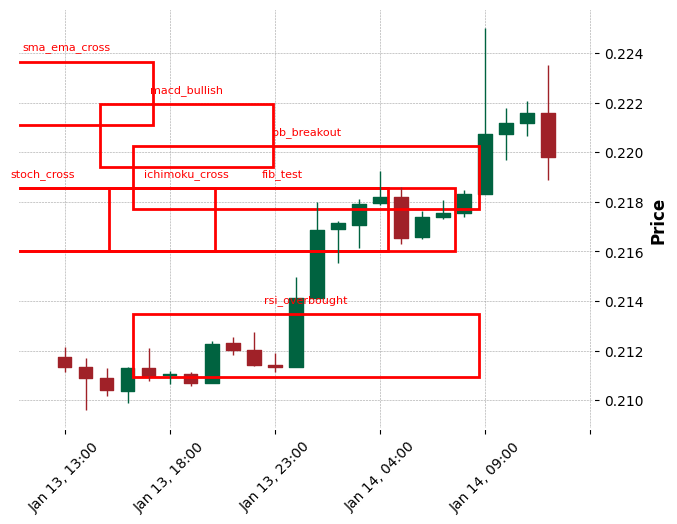 sma_ema_cross
macd_bullish
bb_breakout
stoch_cross
ichimoku_cross
fib_test
rsi_overbought
0.224
0.222
0.220
0.218
0.216
0.214
0.212
0.210
Price
Jan 13, 13:00
Jan 13, 18:00
Jan 13, 23:00
Jan 14, 04:00
Jan 14, 09:00